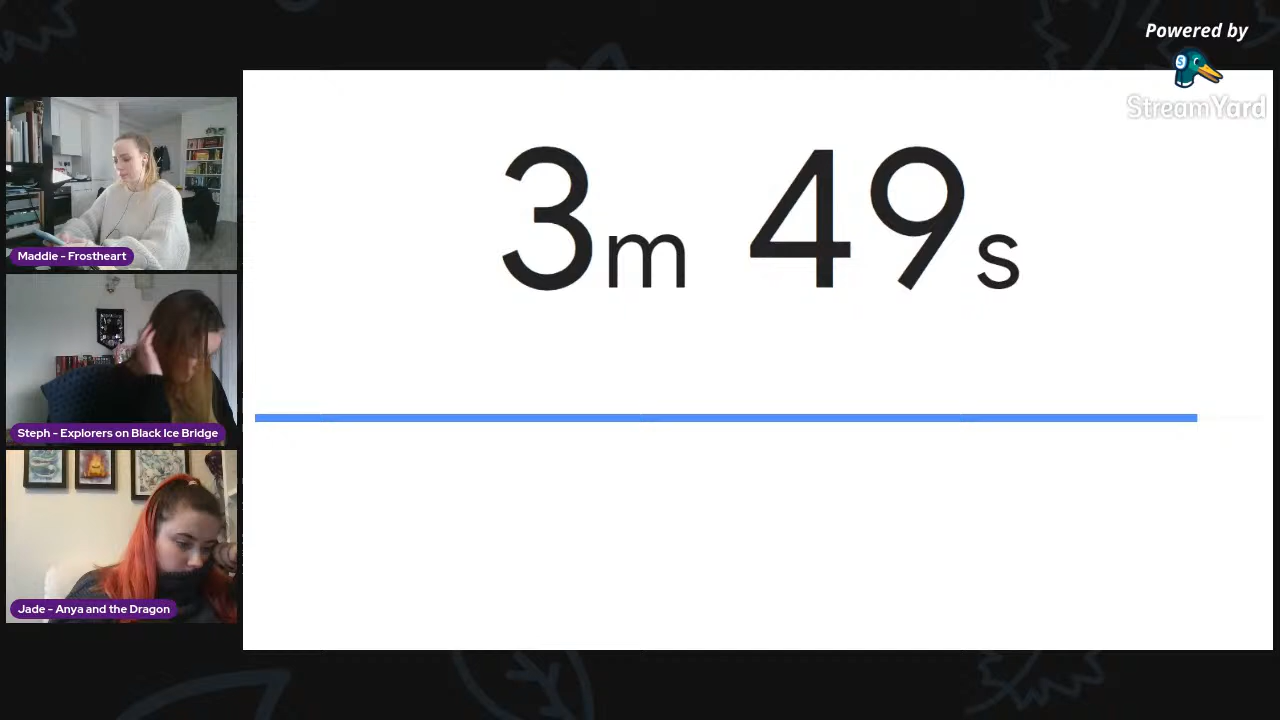 Powered by
StreamYard
3m 49s
Maddie - Frostheart
Steph - Explorers on Black Ice Bridge
Jade - Anya and the Dragon